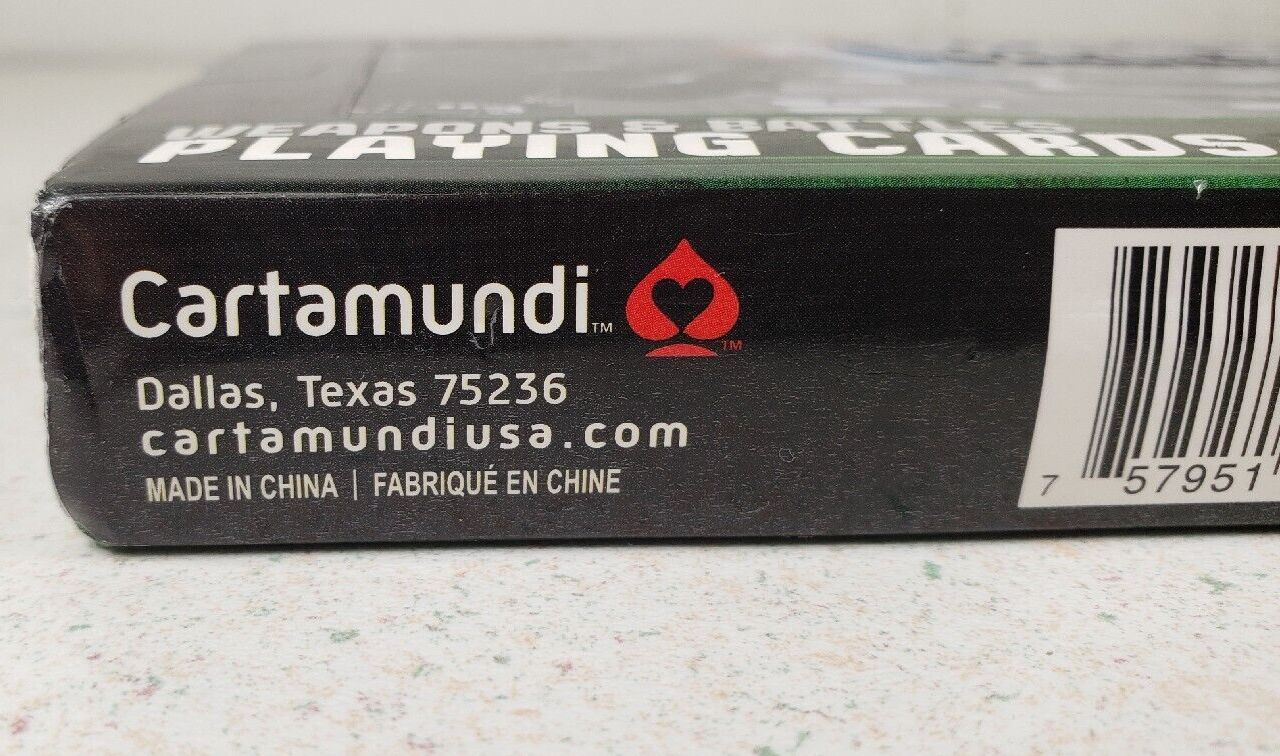 WEAPONS & BATTLES
PLAYING CARDS
Cartamundi™
™
Dallas, Texas 75236
cartamundiusa.com
MADE IN CHINA | FABRIQUÉ EN CHINE
7 57951